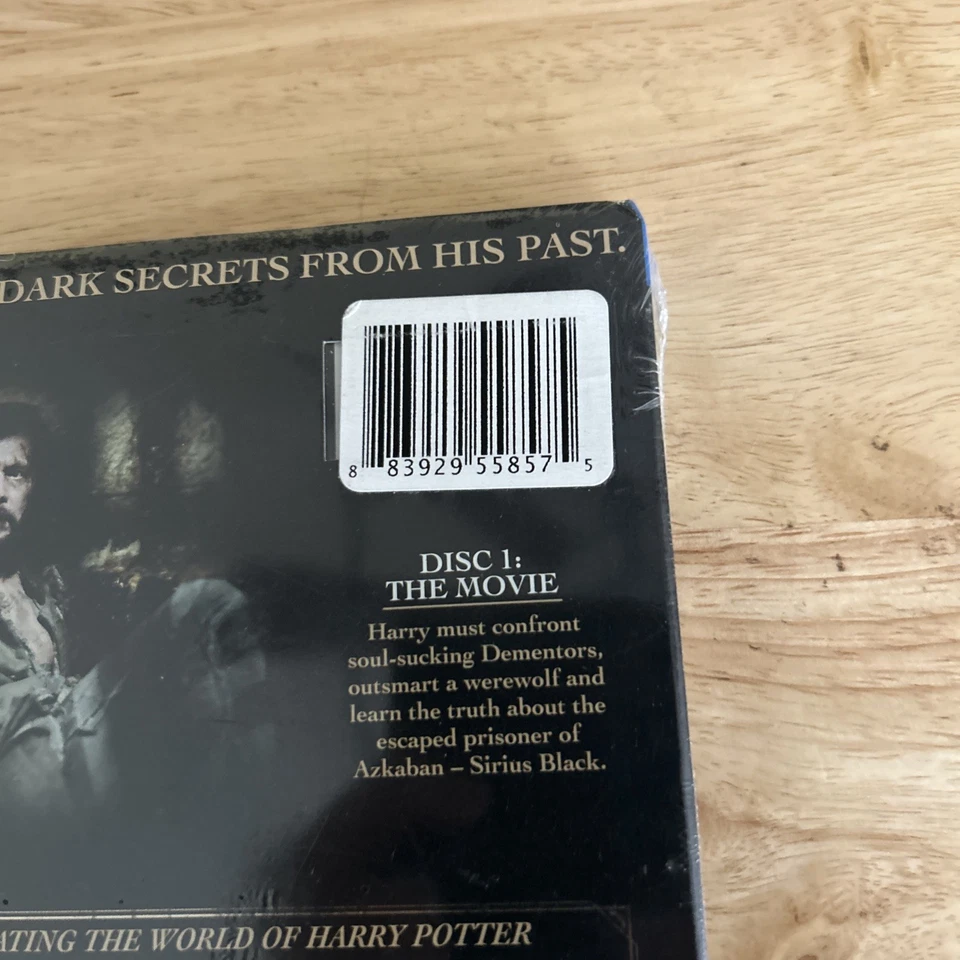 DARK SECRETS FROM HIS PAST.
8 83929 55857 5
DISC 1:
THE MOVIE
Harry must confront
soul-sucking Dementors,
outsmart a werewolf and
learn the truth about the
escaped prisoner of
Azkaban – Sirius Black.
ATING THE WORLD OF HARRY POTTER